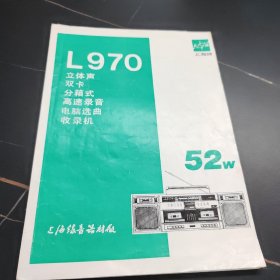 L970
立体声
双卡
分箱式
高速录音
电脑选曲
收录机
52W
上海录音器材厂